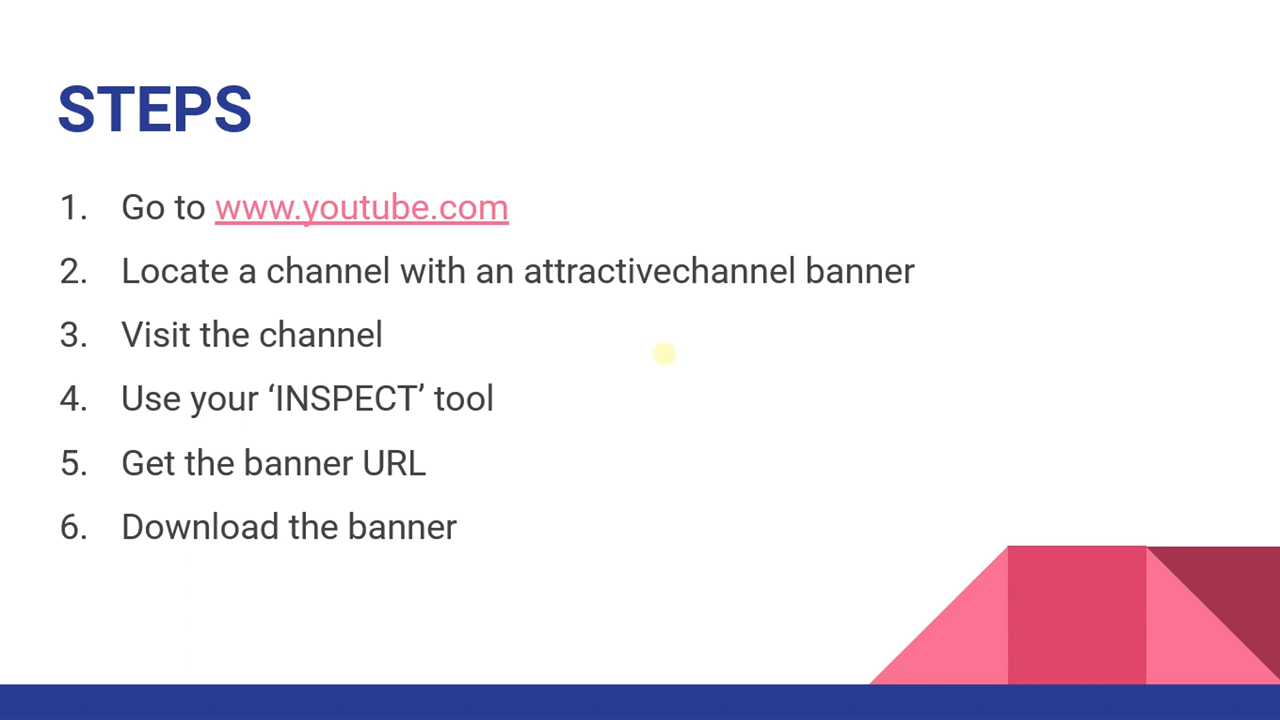 STEPS
1. Go to www.youtube.com
2. Locate a channel with an attractivechannel banner
3. Visit the channel
4. Use your ‘INSPECT’ tool
5. Get the banner URL
6. Download the banner